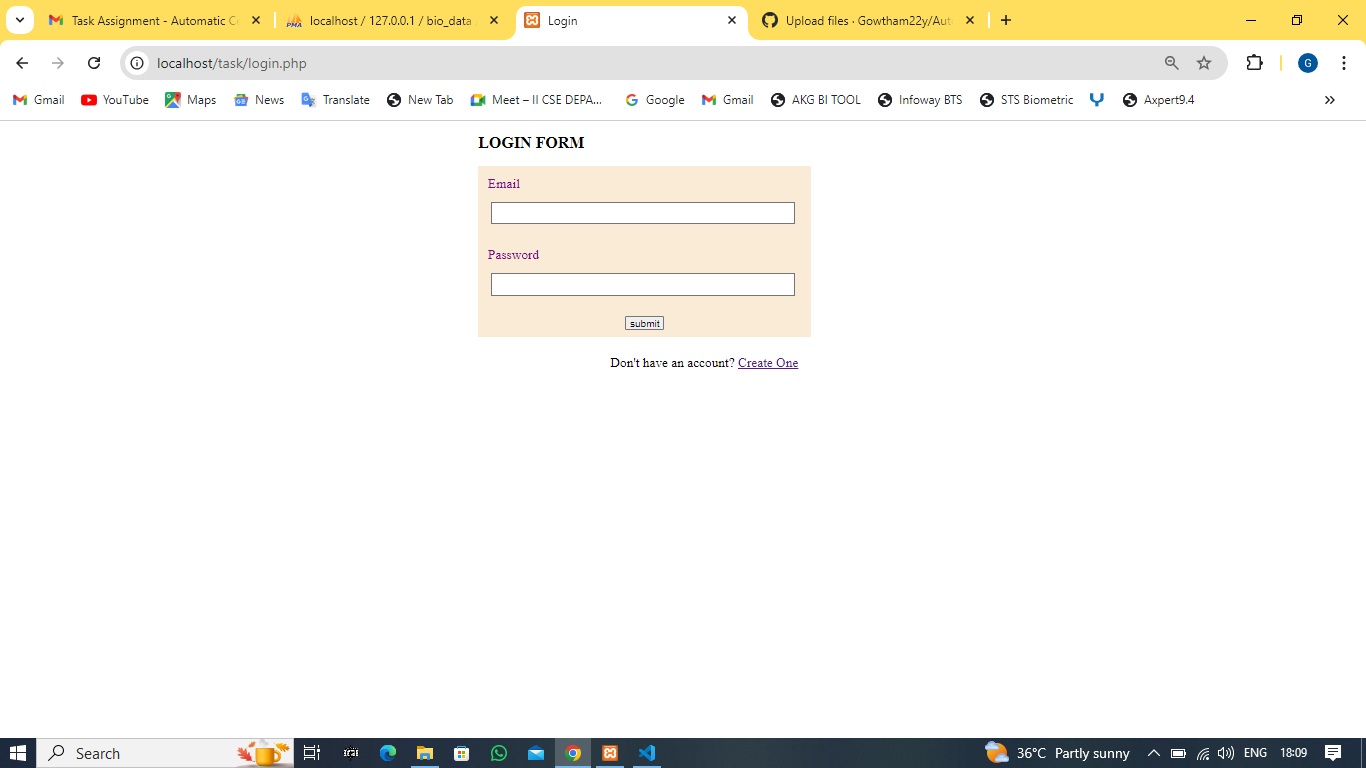 Task Assignment - Automatic Ce
localhost / 127.0.0.1 / bio_data
Login
Upload files · Gowtham22y/Auto
localhost/task/login.php
G
Gmail
YouTube
Maps
News
Translate
New Tab
Meet – II CSE DEPA...
Google
Gmail
AKG BI TOOL
Infoway BTS
STS Biometric
Axpert9.4
LOGIN FORM
Email
Password
submit
Don't have an account? Create One
Search
36°C Partly sunny
ENG
18:09